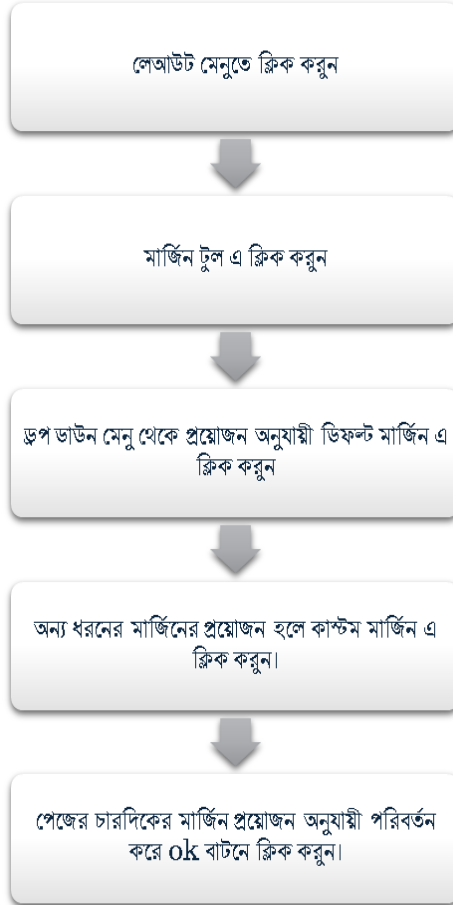 লেআউট মেনুতে ক্লিক করুন
মার্জিন টুল এ ক্লিক করুন
ড্রপ ডাউন মেনু থেকে প্রয়োজন অনুযায়ী ডিফল্ট মার্জিন এ
ক্লিক করুন
অন্য ধরনের মার্জিনের প্রয়োজন হলে কাস্টম মার্জিন এ
ক্লিক করুন।
পেজের চারদিকের মার্জিন প্রয়োজন অনুযায়ী পরিবর্তন
করে ok বাটনে ক্লিক করুন।